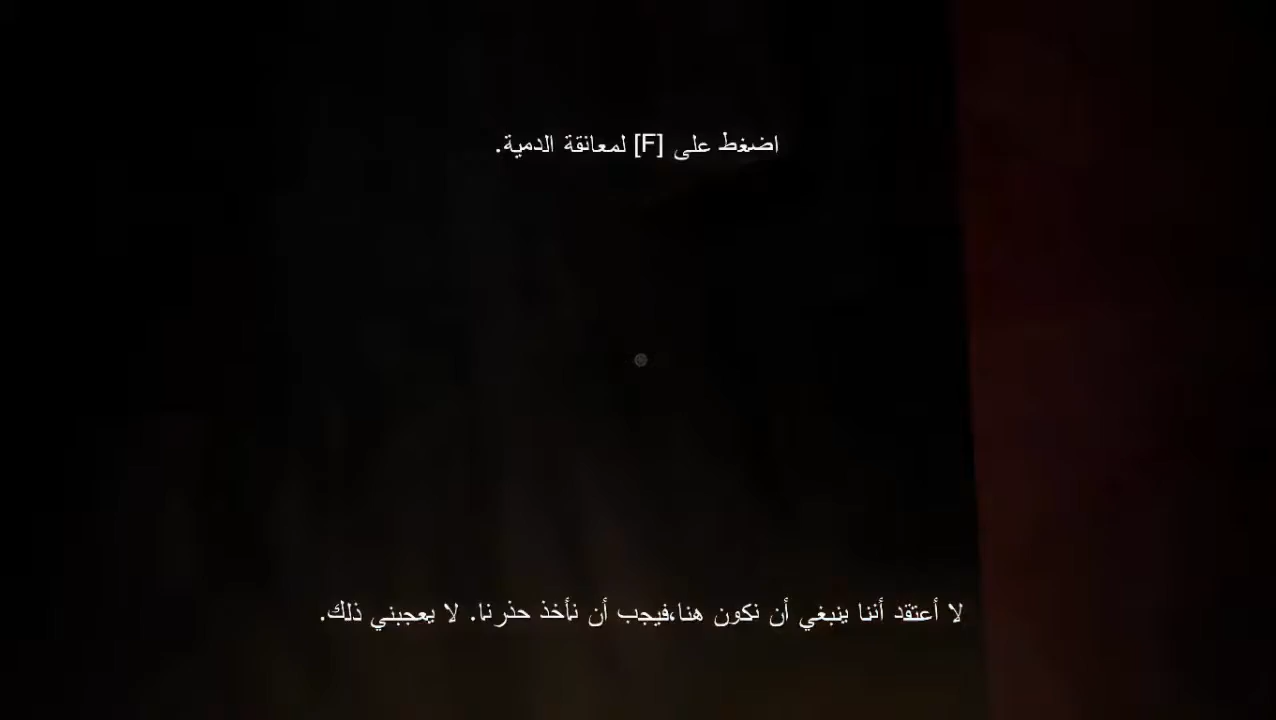 اضغط على [F] لمعانقة الدمية.
لا أعتقد أننا ينبغي أن نكون هنا،فيجب أن نأخذ حذرنا. لا يعجبني ذلك.